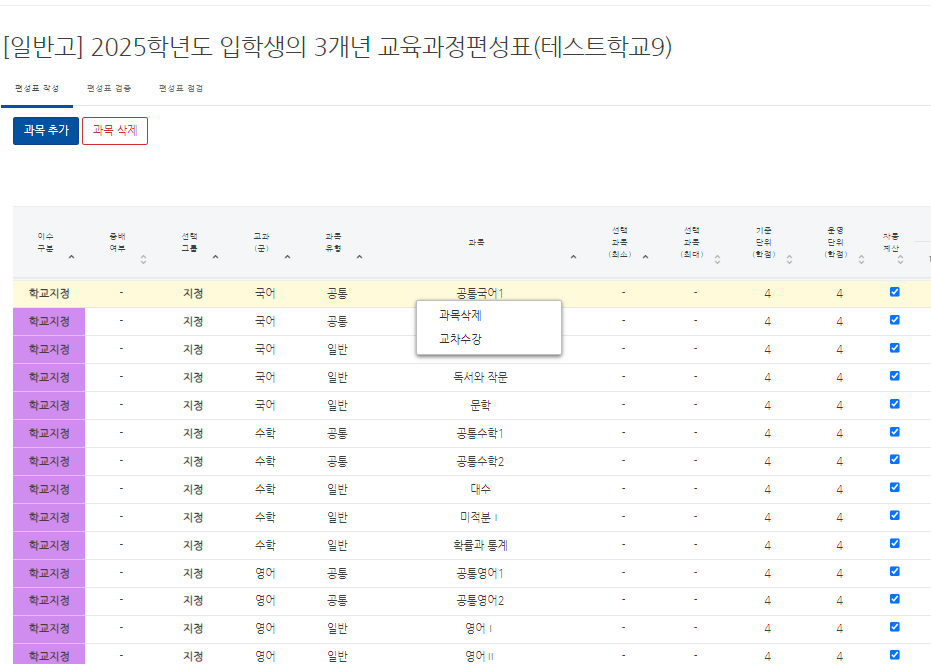 [일반고] 2025학년도 입학생의 3개년 교육과정편성표(테스트학교9)
편성표 작성 편성표 검증 편성표 점검
과목 추가 과목 삭제
이수 구분 중배 여부 선택 그룹 교과 (군) 과목 유형 과목 선택 과목 (최소) 선택 과목 (최대) 기준 단위 (학점) 운영 단위 (학점) 자동 계산
학교지정 - 지정 국어 공통 공통국어1 - - 4 4
학교지정 - 지정 국어 공통 과목삭제 - - 4 4
학교지정 - 지정 국어 일반 교차수강 - - 4 4
학교지정 - 지정 국어 일반 독서와 작문 - - 4 4
학교지정 - 지정 국어 일반 문학 - - 4 4
학교지정 - 지정 수학 공통 공통수학1 - - 4 4
학교지정 - 지정 수학 공통 공통수학2 - - 4 4
학교지정 - 지정 수학 일반 대수 - - 4 4
학교지정 - 지정 수학 일반 미적분Ⅰ - - 4 4
학교지정 - 지정 수학 일반 확률과 통계 - - 4 4
학교지정 - 지정 영어 공통 공통영어1 - - 4 4
학교지정 - 지정 영어 공통 공통영어2 - - 4 4
학교지정 - 지정 영어 일반 영어Ⅰ - - 4 4
학교지정 - 지정 영어 일반 영어Ⅱ - - 4 4